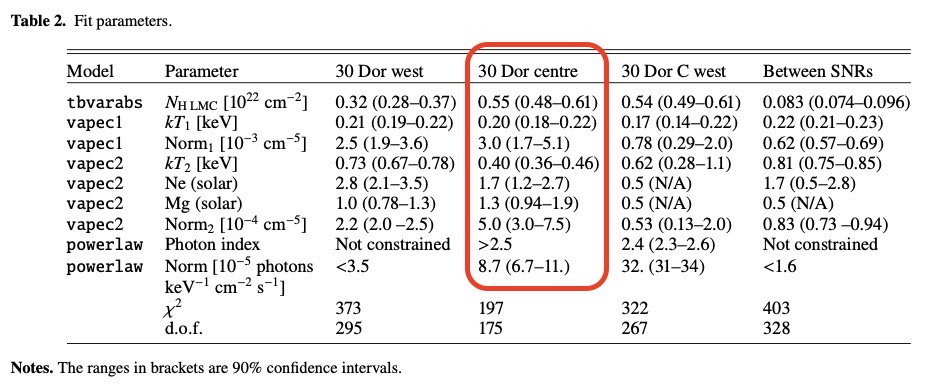 Table 2. Fit parameters.
Model Parameter 30 Dor west 30 Dor centre 30 Dor C west Between SNRs
tbvarabs N_H LMC [10^22 cm^−2] 0.32 (0.28–0.37) 0.55 (0.48–0.61) 0.54 (0.49–0.61) 0.083 (0.074–0.096)
vapec1 kT_1 [keV] 0.21 (0.19–0.22) 0.20 (0.18–0.22) 0.17 (0.14–0.22) 0.22 (0.21–0.23)
vapec1 Norm_1 [10^−3 cm^−5] 2.5 (1.9–3.6) 3.0 (1.7–5.1) 0.78 (0.29–2.0) 0.62 (0.57–0.69)
vapec2 kT_2 [keV] 0.73 (0.67–0.78) 0.40 (0.36–0.46) 0.62 (0.28–1.1) 0.81 (0.75–0.85)
vapec2 Ne (solar) 2.8 (2.1–3.5) 1.7 (1.2–2.7) 0.5 (N/A) 1.7 (0.5–2.8)
vapec2 Mg (solar) 1.0 (0.78–1.3) 1.3 (0.94–1.9) 0.5 (N/A) 0.5 (N/A)
vapec2 Norm_2 [10^−4 cm^−5] 2.2 (2.0 –2.5) 5.0 (3.0–7.5) 0.53 (0.13–2.0) 0.83 (0.73 –0.94)
powerlaw Photon index Not constrained >2.5 2.4 (2.3–2.6) Not constrained
powerlaw Norm [10^−5 photons <3.5 8.7 (6.7–11.) 32. (31–34) <1.6
keV^−1 cm^−2 s^−1]
χ^2 373 197 322 403
d.o.f. 295 175 267 328
Notes. The ranges in brackets are 90% confidence intervals.